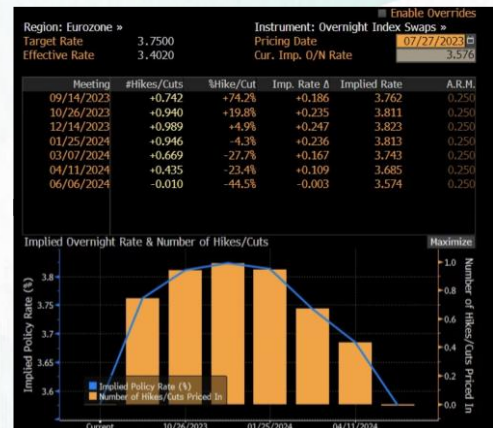 Enable Overrides
Region: Eurozone » Instrument: Overnight Index Swaps »
Target Rate 3.7500 Pricing Date 07/27/2023
Effective Rate 3.4020 Cur. Imp. O/N Rate 3.576
Meeting #Hikes/Cuts %Hike/Cut Imp. Rate Δ Implied Rate A.R.M.
09/14/2023 +0.742 +74.2% +0.186 3.762 0.250
10/26/2023 +0.940 +19.8% +0.235 3.811 0.250
12/14/2023 +0.989 +4.9% +0.247 3.823 0.250
01/25/2024 +0.946 -4.3% +0.236 3.813 0.250
03/07/2024 +0.669 -27.7% +0.167 3.743 0.250
04/11/2024 +0.435 -23.4% +0.109 3.685 0.250
06/06/2024 -0.010 -44.5% -0.003 3.574 0.250
Implied Overnight Rate & Number of Hikes/Cuts Maximize
Implied Policy Rate (%)
3.8
3.75
3.7
3.65
3.6
1.0
0.8
0.6
0.4
0.2
0.0
Number of Hikes/Cuts Priced In
Implied Policy Rate (%)
Number of Hikes/Cuts Priced In
Current 10/26/2023 01/25/2024 04/11/2024